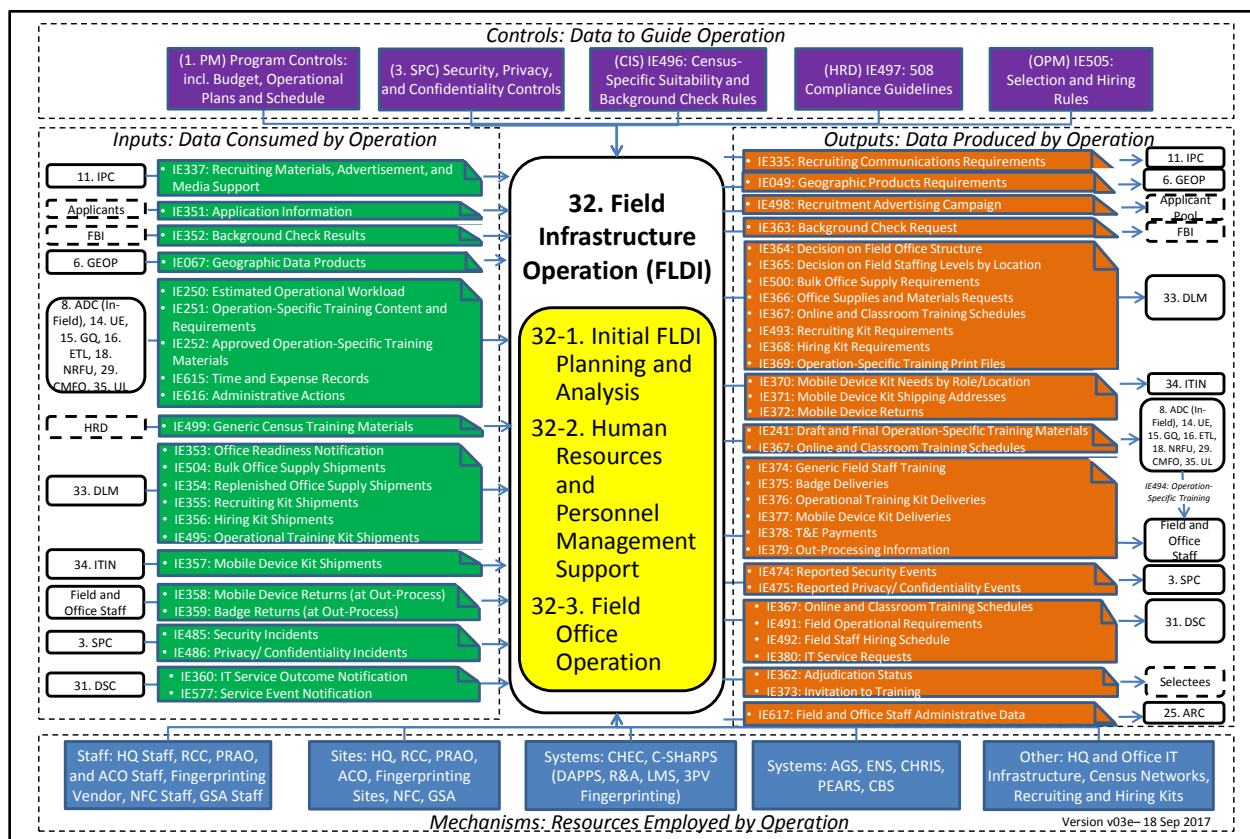 Controls: Data to Guide Operation
(1. PM) Program Controls:
incl. Budget, Operational
Plans and Schedule
(3. SPC) Security, Privacy,
and Confidentiality Controls
(CIS) IE496: Census-
Specific Suitability and
Background Check Rules
(HRD) IE497: 508
Compliance Guidelines
(OPM) IE505:
Selection and Hiring
Rules
Inputs: Data Consumed by Operation
11. IPC
• IE337: Recruiting Materials, Advertisement, and
Media Support
Applicants
• IE351: Application Information
FBI
• IE352: Background Check Results
6. GEOP
• IE067: Geographic Data Products
8. ADC (In-
Field), 14. UE,
15. GQ, 16.
ETL, 18.
NRFU, 29.
CMFO, 35. UL
• IE250: Estimated Operational Workload
• IE251: Operation-Specific Training Content and
Requirements
• IE252: Approved Operation-Specific Training
Materials
• IE615: Time and Expense Records
• IE616: Administrative Actions
HRD
• IE499: Generic Census Training Materials
33. DLM
• IE353: Office Readiness Notification
• IE504: Bulk Office Supply Shipments
• IE354: Replenished Office Supply Shipments
• IE355: Recruiting Kit Shipments
• IE356: Hiring Kit Shipments
• IE495: Operational Training Kit Shipments
34. ITIN
• IE357: Mobile Device Kit Shipments
Field and
Office Staff
• IE358: Mobile Device Returns (at Out-Process)
• IE359: Badge Returns (at Out-Process)
3. SPC
• IE485: Security Incidents
• IE486: Privacy/ Confidentiality Incidents
31. DSC
• IE360: IT Service Outcome Notification
• IE577: Service Event Notification
32. Field
Infrastructure
Operation (FLDI)
32-1. Initial FLDI
Planning and
Analysis
32-2. Human
Resources
and
Personnel
Management
Support
32-3. Field
Office
Operation
Outputs: Data Produced by Operation
• IE335: Recruiting Communications Requirements
11. IPC
• IE049: Geographic Products Requirements
6. GEOP
• IE498: Recruitment Advertising Campaign
Applicant
Pool
• IE363: Background Check Request
FBI
• IE364: Decision on Field Office Structure
• IE365: Decision on Field Staffing Levels by Location
• IE500: Bulk Office Supply Requirements
• IE366: Office Supplies and Materials Requests
• IE367: Online and Classroom Training Schedules
• IE493: Recruiting Kit Requirements
• IE368: Hiring Kit Requirements
• IE369: Operation-Specific Training Print Files
33. DLM
• IE370: Mobile Device Kit Needs by Role/Location
• IE371: Mobile Device Kit Shipping Addresses
• IE372: Mobile Device Returns
34. ITIN
• IE241: Draft and Final Operation-Specific Training Materials
• IE367: Online and Classroom Training Schedules
8. ADC (In-
Field), 14. UE,
15. GQ, 16. ETL,
18. NRFU, 29.
CMFO, 35. UL
IE494: Operation-
Specific Training
• IE374: Generic Field Staff Training
• IE375: Badge Deliveries
• IE376: Operational Training Kit Deliveries
• IE377: Mobile Device Kit Deliveries
• IE378: T&E Payments
• IE379: Out-Processing Information
Field and
Office
Staff
• IE474: Reported Security Events
• IE475: Reported Privacy/ Confidentiality Events
3. SPC
• IE367: Online and Classroom Training Schedules
• IE491: Field Operational Requirements
• IE492: Field Staff Hiring Schedule
• IE380: IT Service Requests
31. DSC
• IE362: Adjudication Status
• IE373: Invitation to Training
Selectees
• IE617: Field and Office Staff Administrative Data
25. ARC
Staff: HQ Staff, RCC, PRAO,
and ACO Staff, Fingerprinting
Vendor, NFC Staff, GSA Staff
Sites: HQ, RCC, PRAO,
ACO, Fingerprinting
Sites, NFC, GSA
Systems: CHEC, C-SHaRPS
(DAPPS, R&A, LMS, 3PV
Fingerprinting)
Systems: AGS, ENS, CHRIS,
PEARS, CBS
Other: HQ and Office IT
Infrastructure, Census Networks,
Recruiting and Hiring Kits
Mechanisms: Resources Employed by Operation
Version v03e– 18 Sep 2017